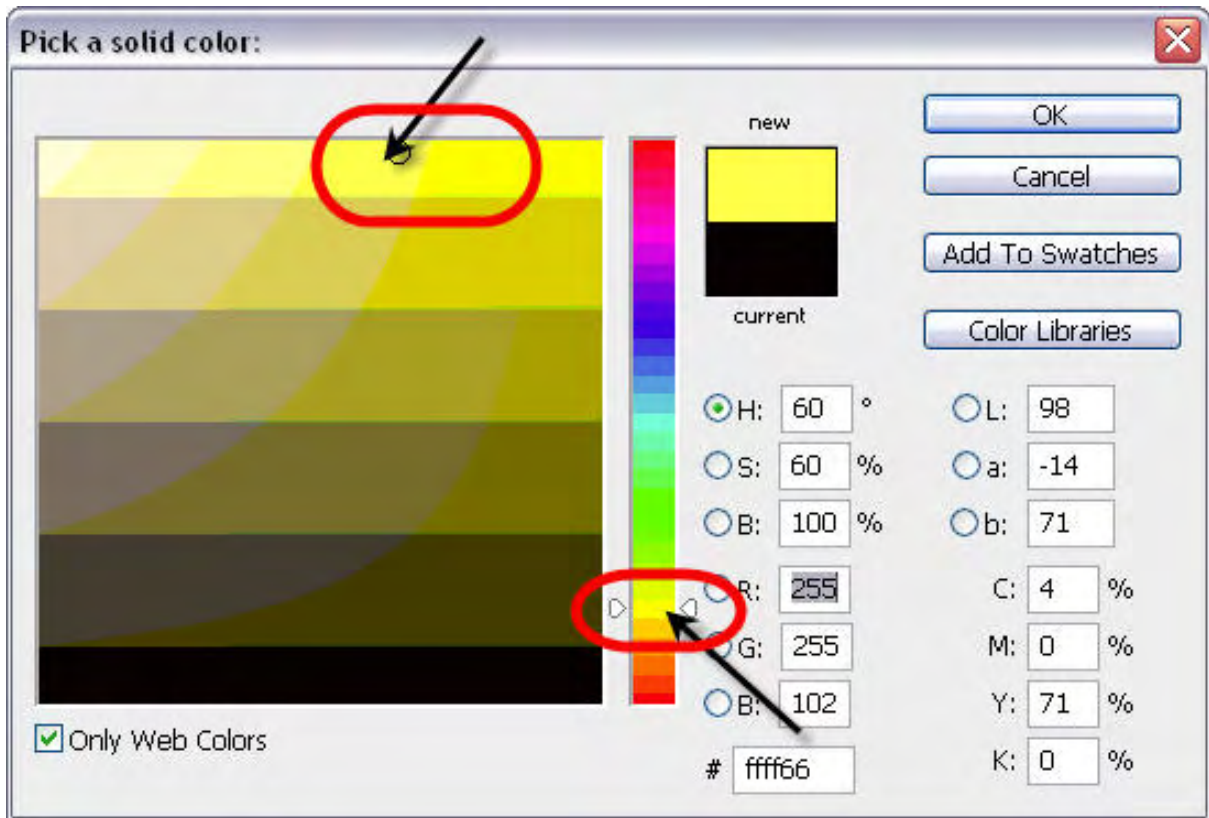 Pick a solid color:
new
current
OK
Cancel
Add To Swatches
Color Libraries
H: 60 °
S: 60 %
B: 100 %
R: 255
G: 255
B: 102
# ffff66
L: 98
a: -14
b: 71
C: 4 %
M: 0 %
Y: 71 %
K: 0 %
Only Web Colors